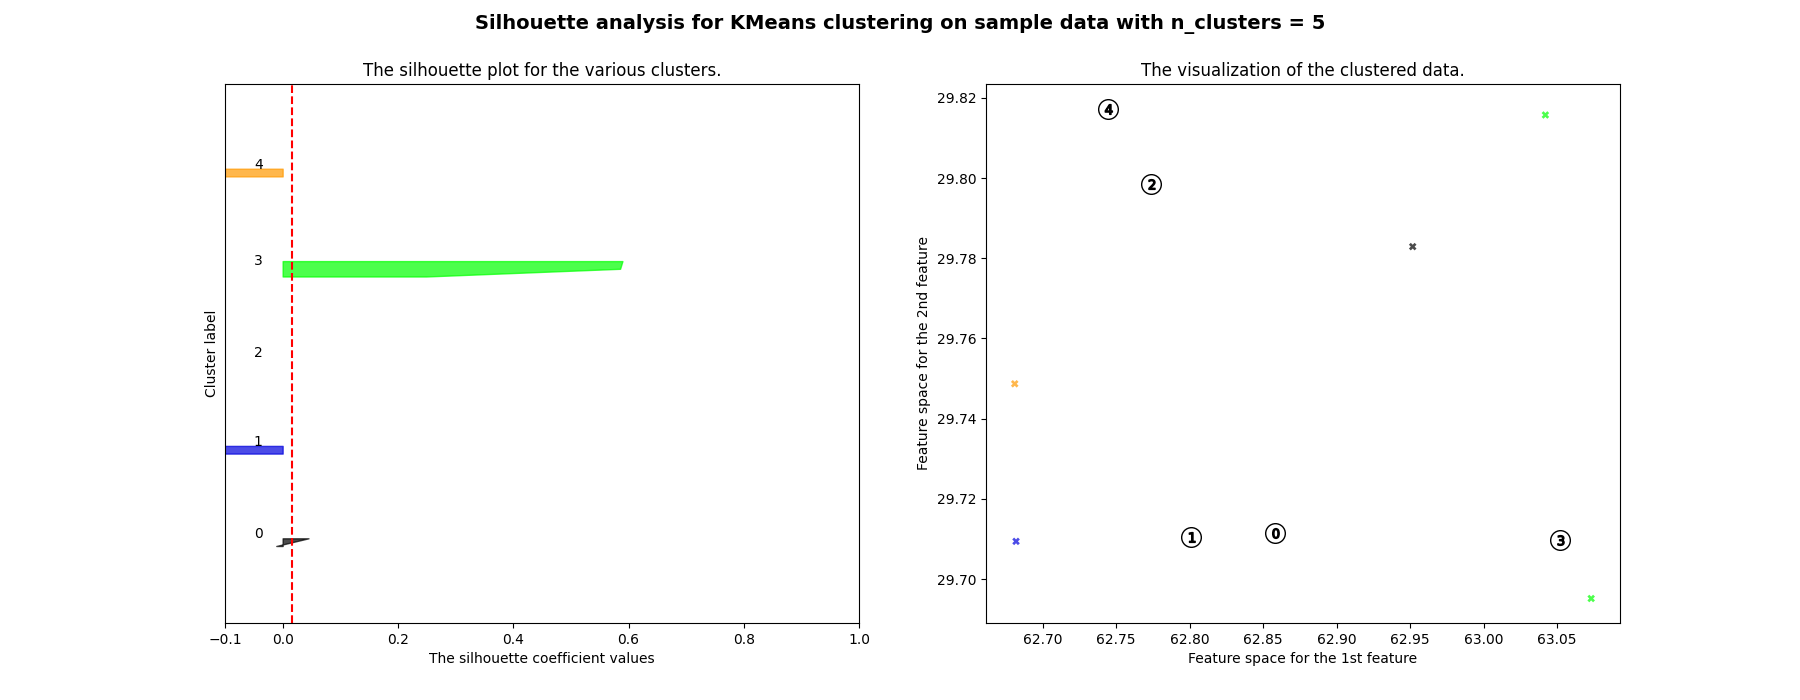 Silhouette analysis for KMeans clustering on sample data with n_clusters = 5
The silhouette plot for the various clusters.
Cluster label
4
3
2
1
0
−0.1 0.0 0.2 0.4 0.6 0.8 1.0
The silhouette coefficient values
The visualization of the clustered data.
Feature space for the 2nd feature
29.82
29.80
29.78
29.76
29.74
29.72
29.70
4
2
1 0 3
62.70 62.75 62.80 62.85 62.90 62.95 63.00 63.05
Feature space for the 1st feature